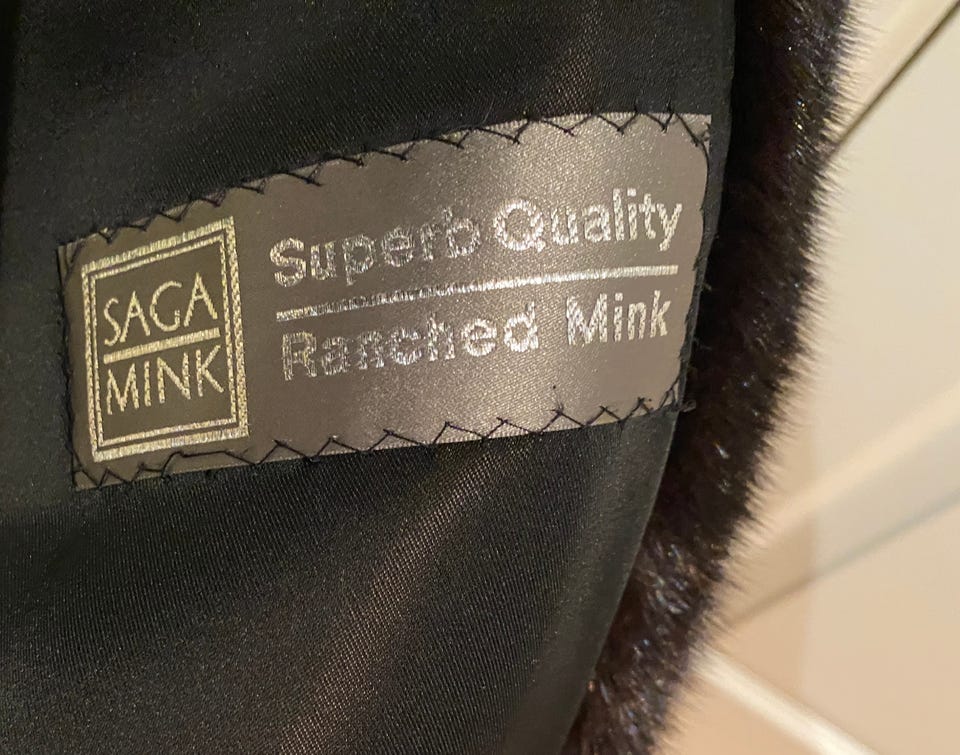 SAGA
MINK
Superb Quality
Ranched Mink